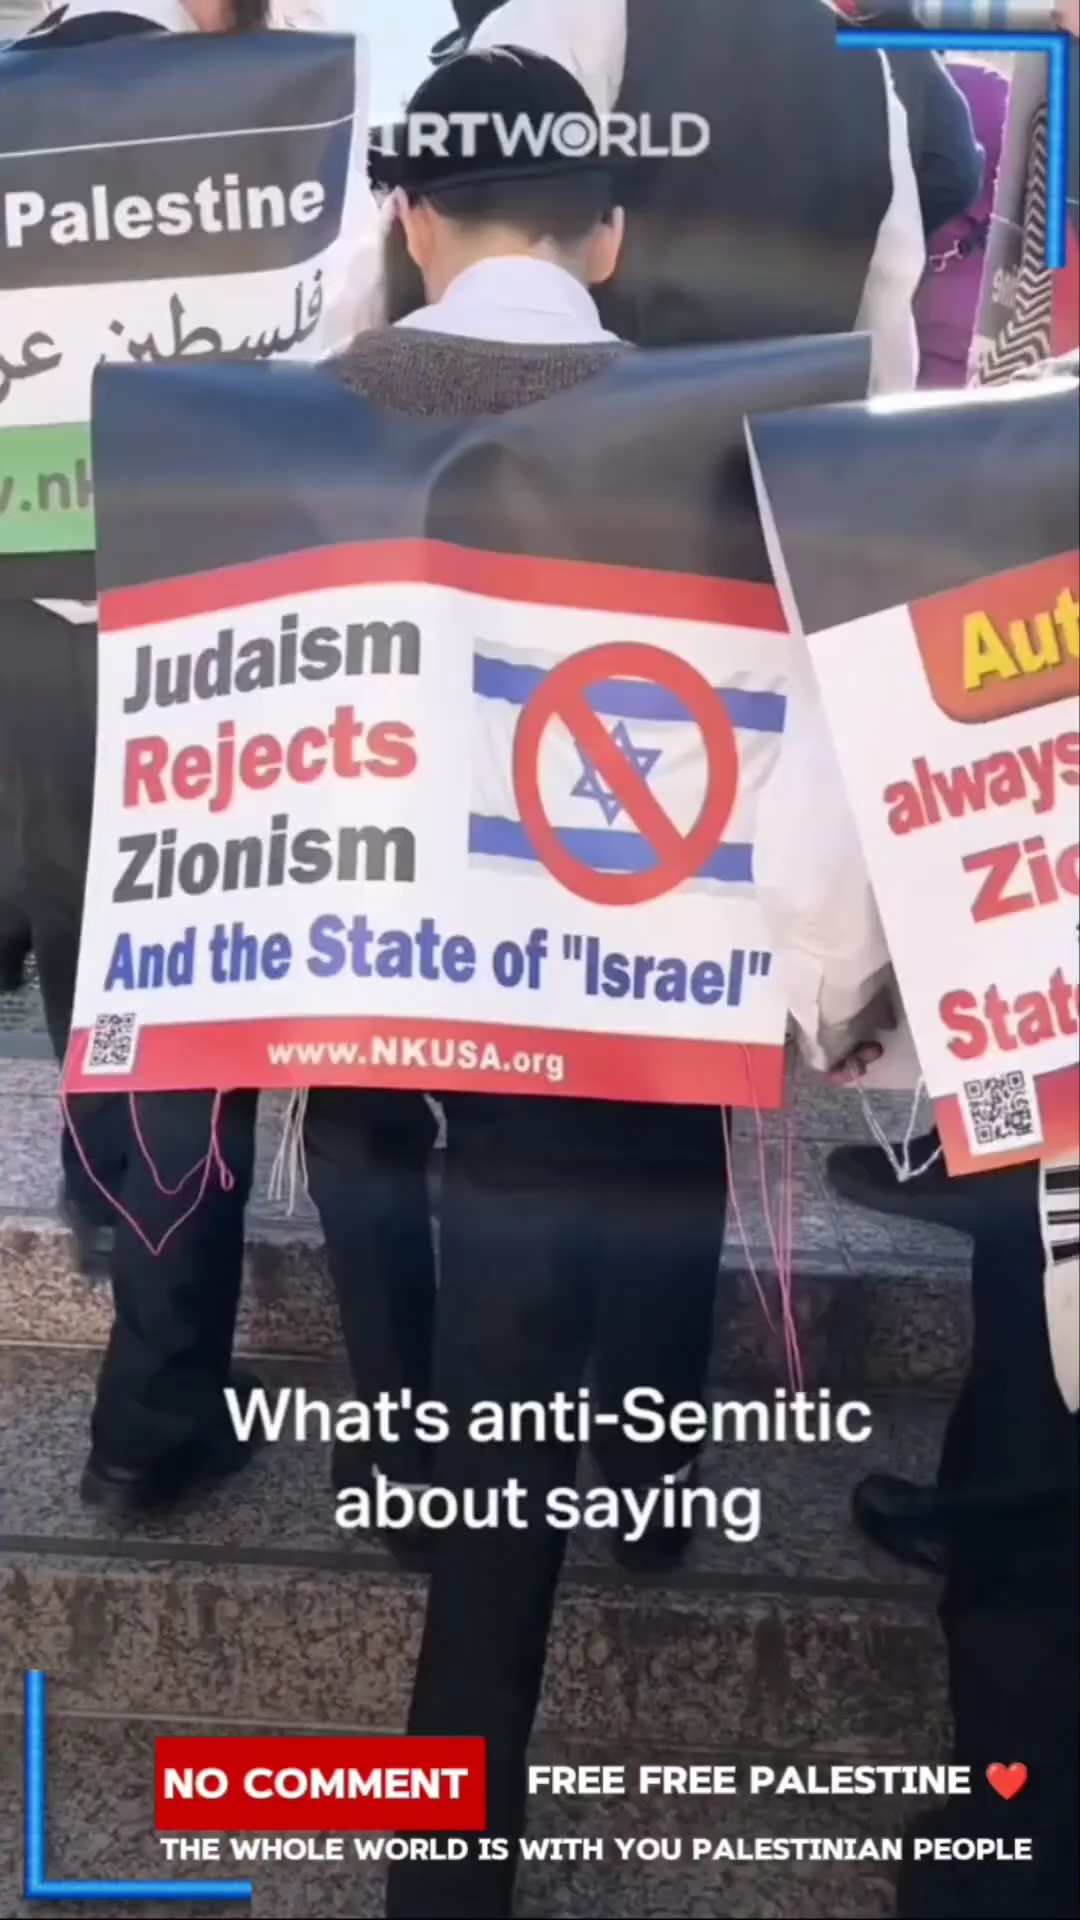 TRTWORLD
Palestine
فلسطين
Judaism
Rejects
Zionism
And the State of "Israel"
www.NKUSA.org
always
What's anti-Semitic
about saying
NO COMMENT
FREE FREE PALESTINE ❤️
THE WHOLE WORLD IS WITH YOU PALESTINIAN PEOPLE